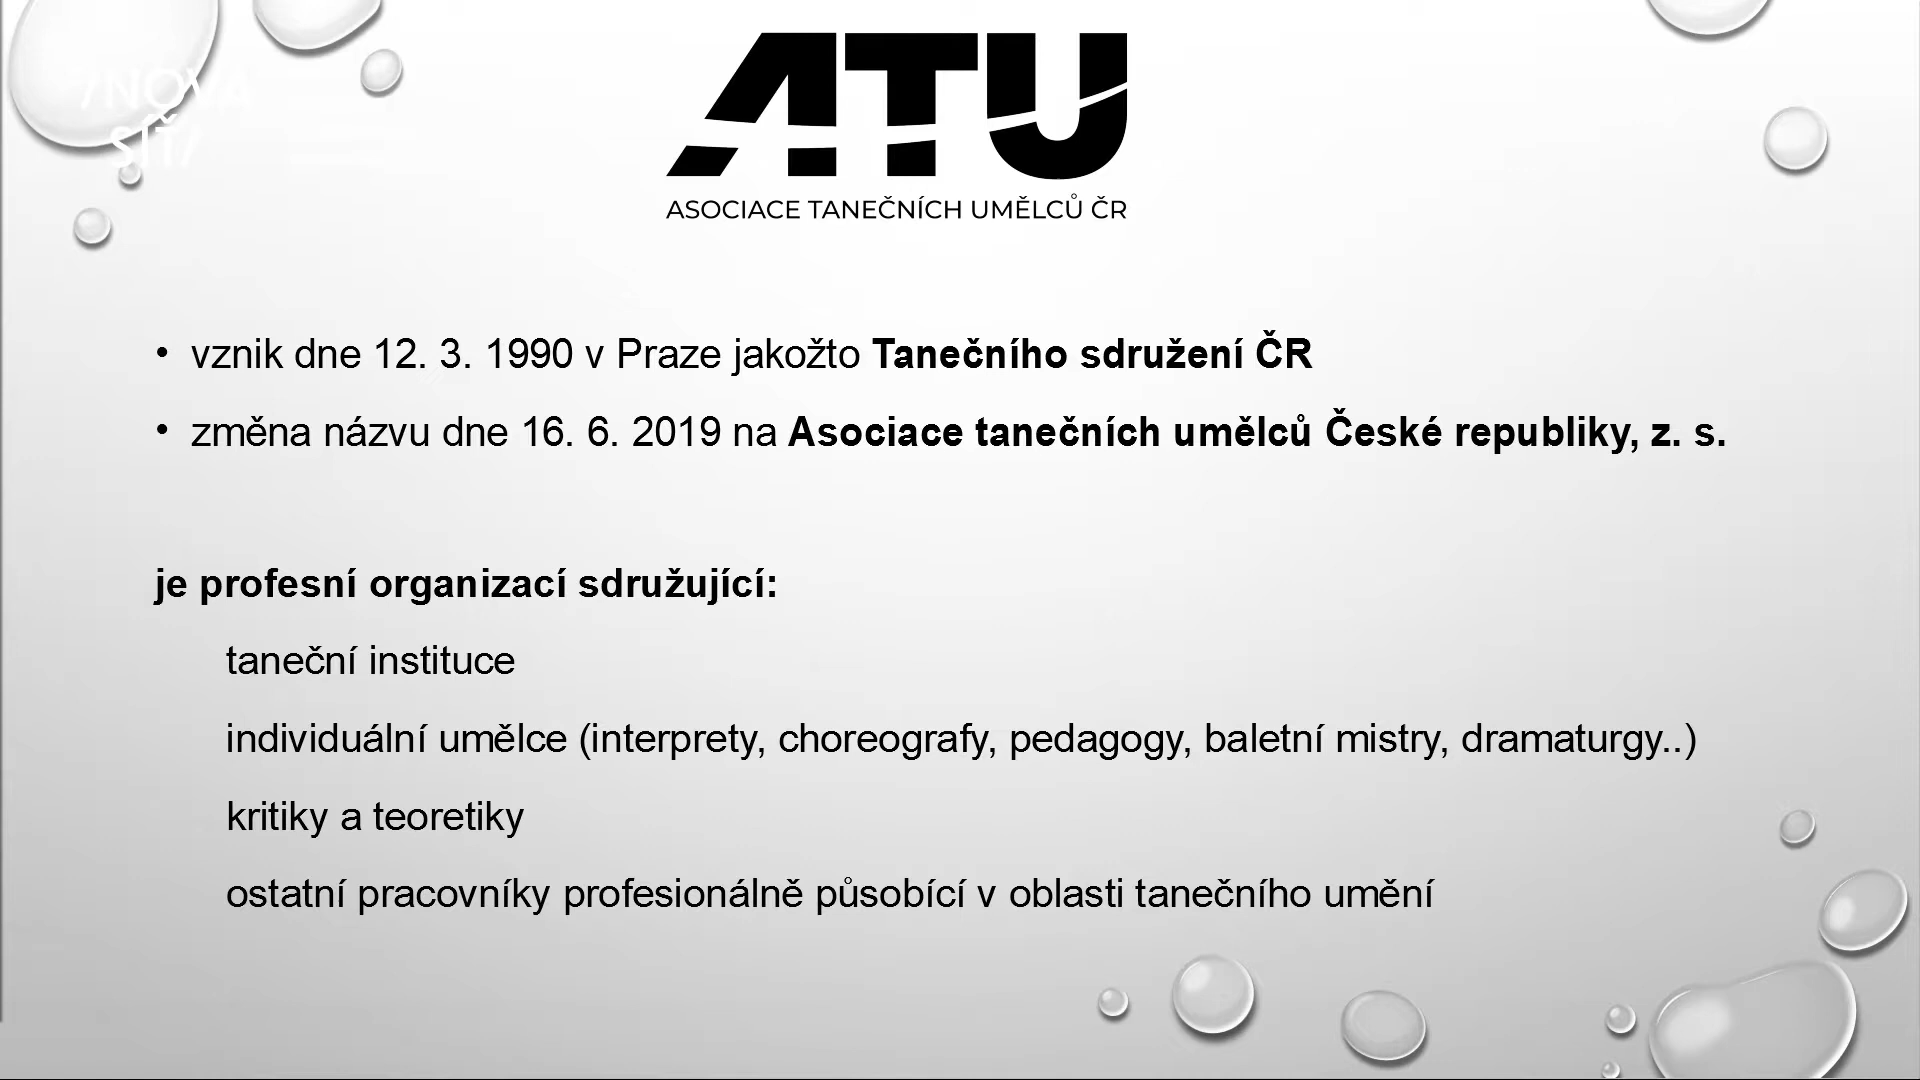 /NOVÁ
SÍŤ/
ATU
ASOCIACE TANEČNÍCH UMĚLCŮ ČR
• vznik dne 12. 3. 1990 v Praze jakožto Tanečního sdružení ČR
• změna názvu dne 16. 6. 2019 na Asociace tanečních umělců České republiky, z. s.
je profesní organizací sdružující:
taneční instituce
individuální umělce (interprety, choreografy, pedagogy, baletní mistry, dramaturgy..)
kritiky a teoretiky
ostatní pracovníky profesionálně působící v oblasti tanečního umění